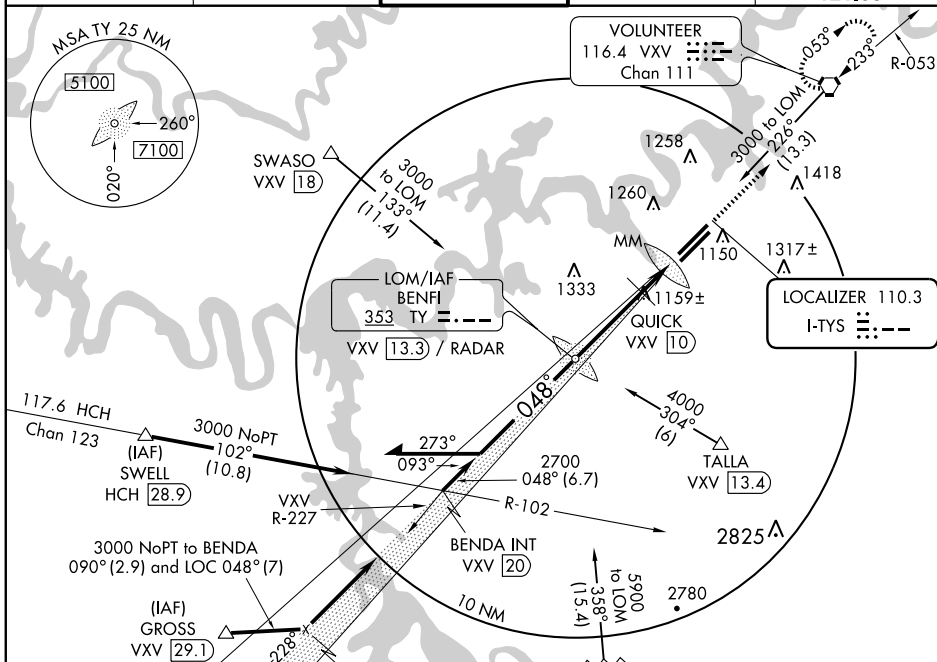 MSA TY 25 NM
5100
260°
7100
020°
VOLUNTEER
116.4 VXV
Chan 111
053°
233°
R-053
3000 to LOM
226°
(13.3)
SWASO
VXV 18
3000
to LOM
133°
(11.4)
1258
1260
1418
MM
1150
1317±
1333
1159±
LOM/IAF
BENFI
353 TY
VXV 13.3 / RADAR
QUICK
VXV 10
LOCALIZER 110.3
I-TYS
048°
117.6 HCH
Chan 123
3000 NoPT
102°
(10.8)
(IAF)
SWELL
HCH 28.9
273°
093°
4000
304°
(6)
TALLA
VXV 13.4
2700
048° (6.7)
VXV
R-227
R-102
BENDA INT
VXV 20
2825
3000 NoPT to BENDA
090° (2.9) and LOC 048° (7)
(IAF)
GROSS
VXV 29.1
228°
10 NM
5900
to LOM
358°
(15.4)
2780